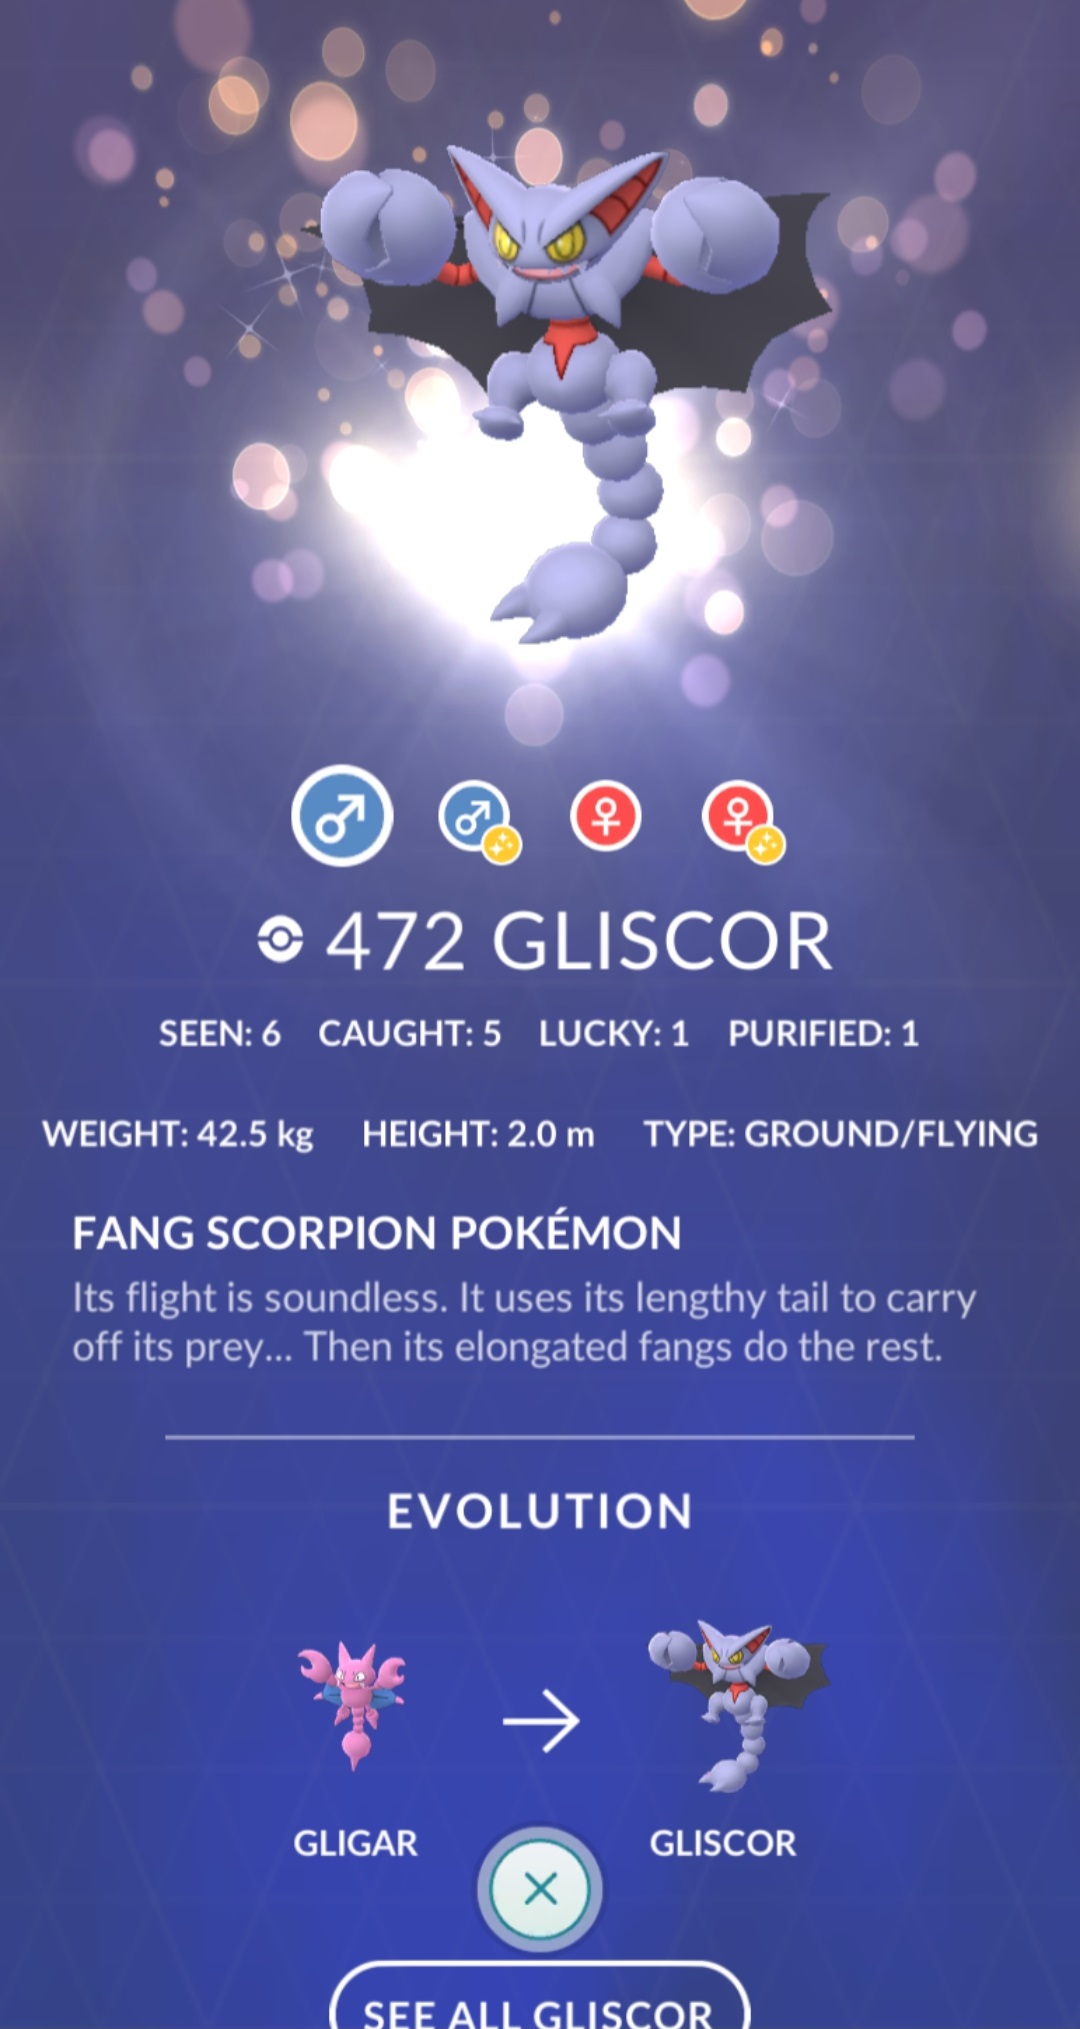 472 GLISCOR
SEEN: 6 CAUGHT: 5 LUCKY: 1 PURIFIED: 1
WEIGHT: 42.5 kg HEIGHT: 2.0 m TYPE: GROUND/FLYING
FANG SCORPION POKÉMON
Its flight is soundless. It uses its lengthy tail to carry
off its prey... Then its elongated fangs do the rest.
EVOLUTION
GLIGAR GLISCOR
SEE ALL GLISCOR